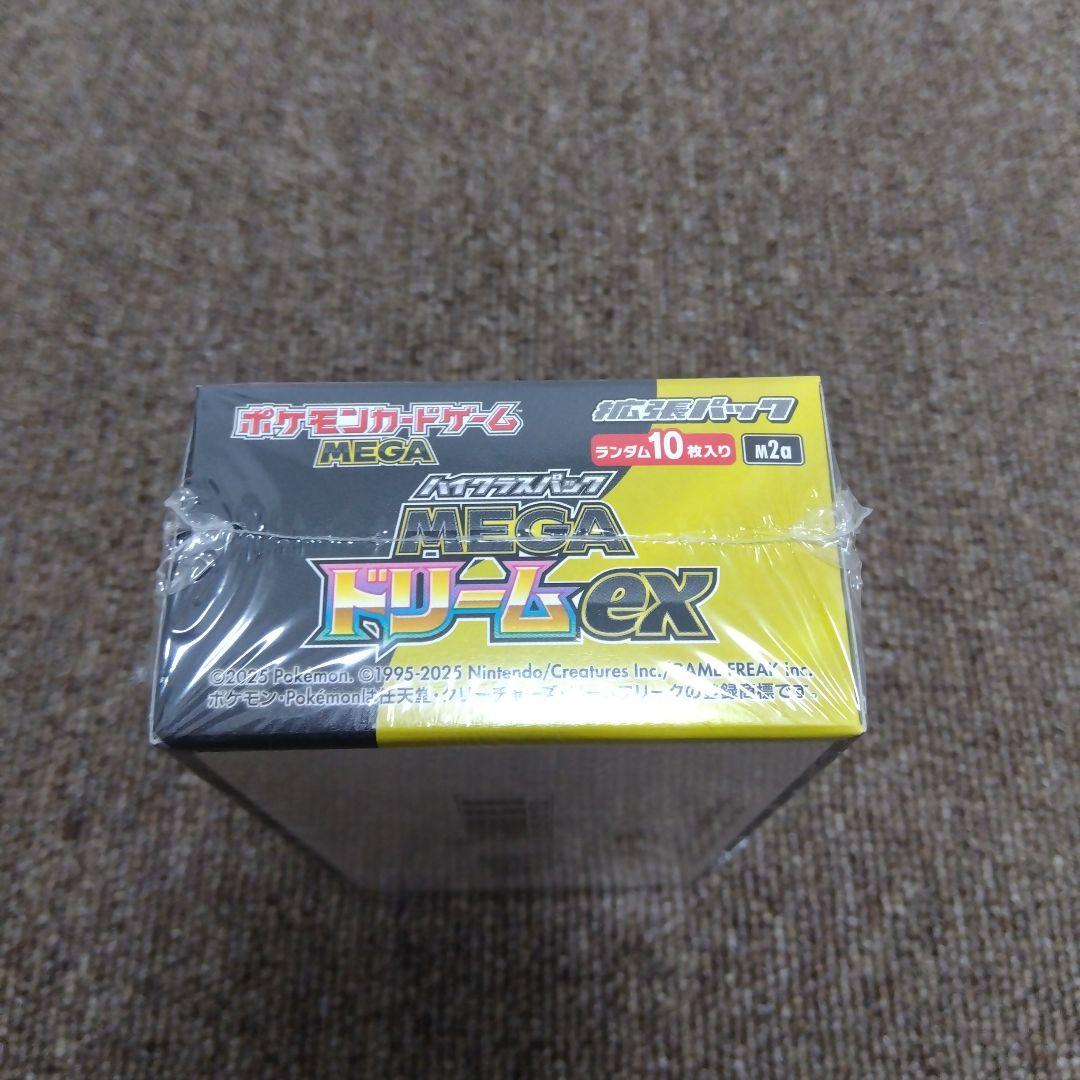 ポケモンカードゲーム
MEGA
拡張パック
ランダム10枚入り
M2a
ハイクラスパック
MEGA
ドリームex
©2025 Pokémon. ©1995-2025 Nintendo/Creatures Inc./GAME FREAK inc.
ポケモン・Pokémonは任天堂・クリーチャーズ・ゲームフリークの登録商標です。